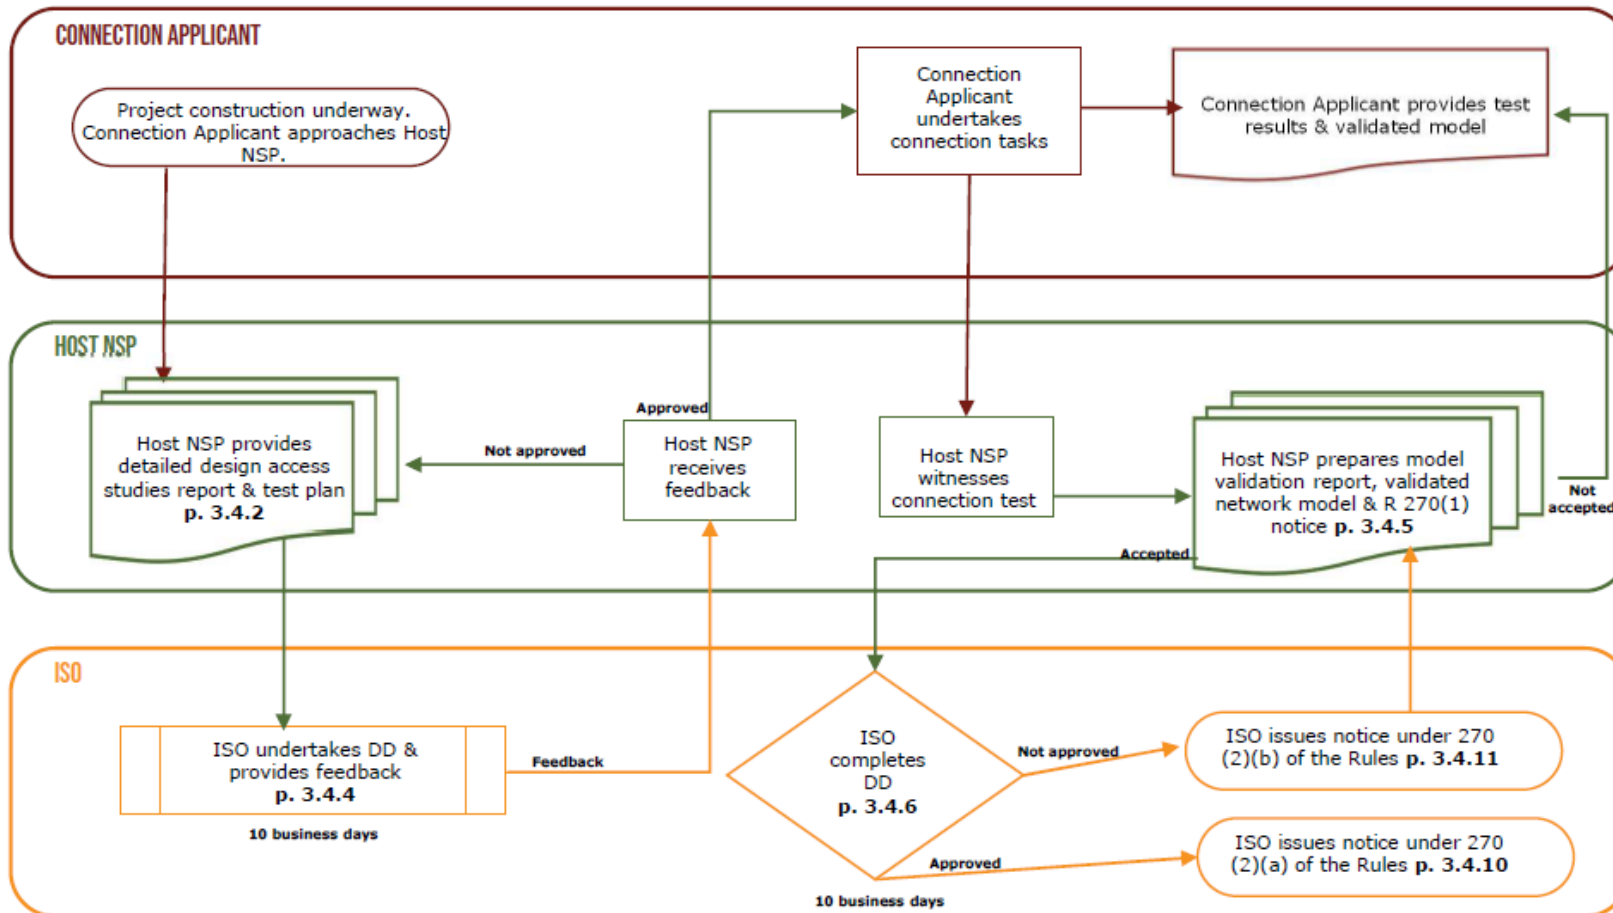 CONNECTION APPLICANT
Project construction underway.
Connection Applicant approaches Host
NSP.
Connection
Applicant
undertakes
connection tasks
Connection Applicant provides test
results & validated model
HOST NSP
Host NSP provides
detailed design access
studies report & test plan
p. 3.4.2
Not approved
Approved
Host NSP
receives
feedback
Host NSP
witnesses
connection test
Host NSP prepares model
validation report, validated
network model & R 270(1)
notice p. 3.4.5
Not
accepted
Accepted
ISO
ISO undertakes DD &
provides feedback
p. 3.4.4
10 business days
Feedback
ISO
completes
DD
p. 3.4.6
10 business days
Not approved
ISO issues notice under 270
(2)(b) of the Rules p. 3.4.11
Approved
ISO issues notice under 270
(2)(a) of the Rules p. 3.4.10